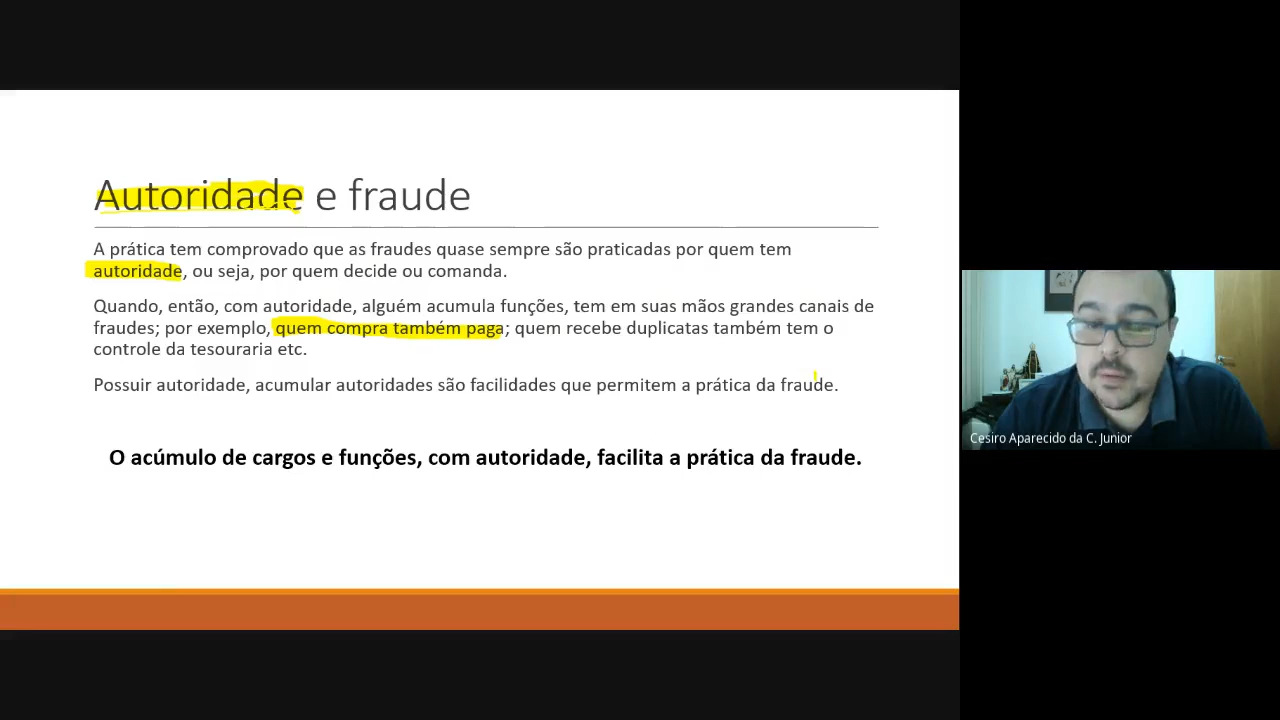 Autoridade e fraude
A prática tem comprovado que as fraudes quase sempre são praticadas por quem tem
autoridade, ou seja, por quem decide ou comanda.
Quando, então, com autoridade, alguém acumula funções, tem em suas mãos grandes canais de
fraudes; por exemplo, quem compra também paga; quem recebe duplicatas também tem o
controle da tesouraria etc.
Possuir autoridade, acumular autoridades são facilidades que permitem a prática da fraude.
O acúmulo de cargos e funções, com autoridade, facilita a prática da fraude.
Cesiro Aparecido da C. Junior